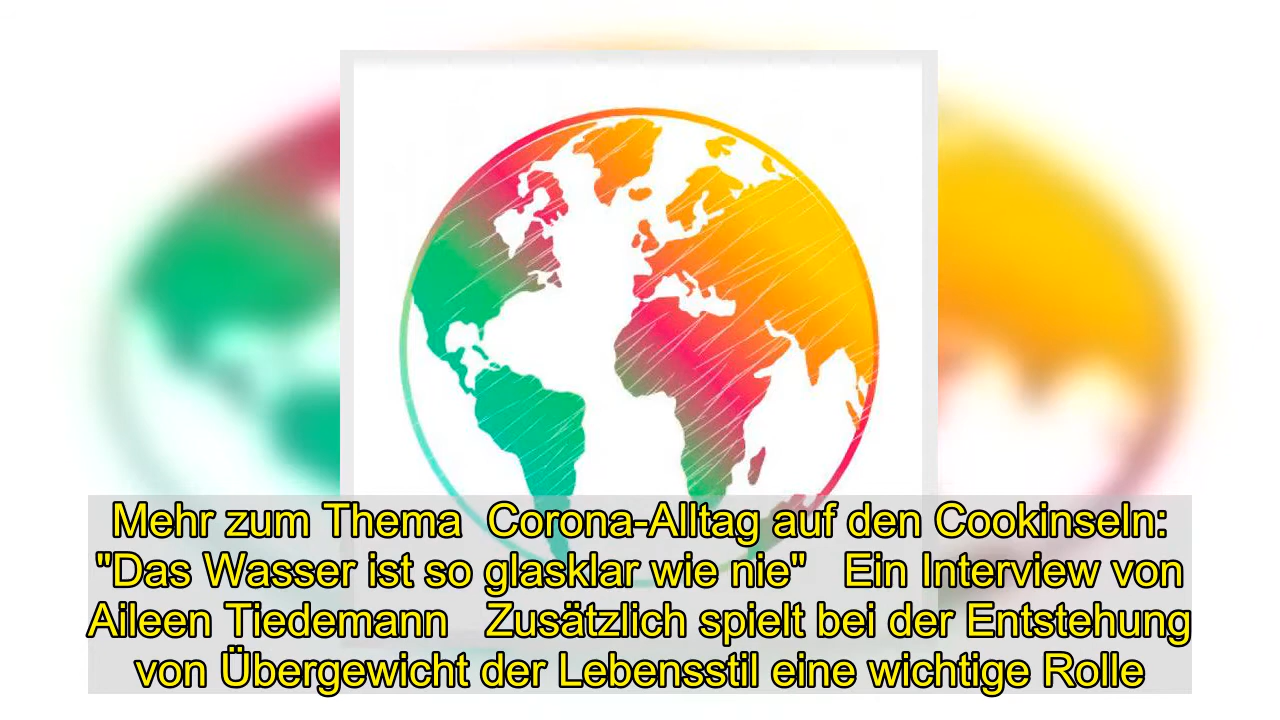 Mehr zum Thema  Corona-Alltag auf den Cookinseln:
"Das Wasser ist so glasklar wie nie"   Ein Interview von
Aileen Tiedemann   Zusätzlich spielt bei der Entstehung
von Übergewicht der Lebensstil eine wichtige Rolle